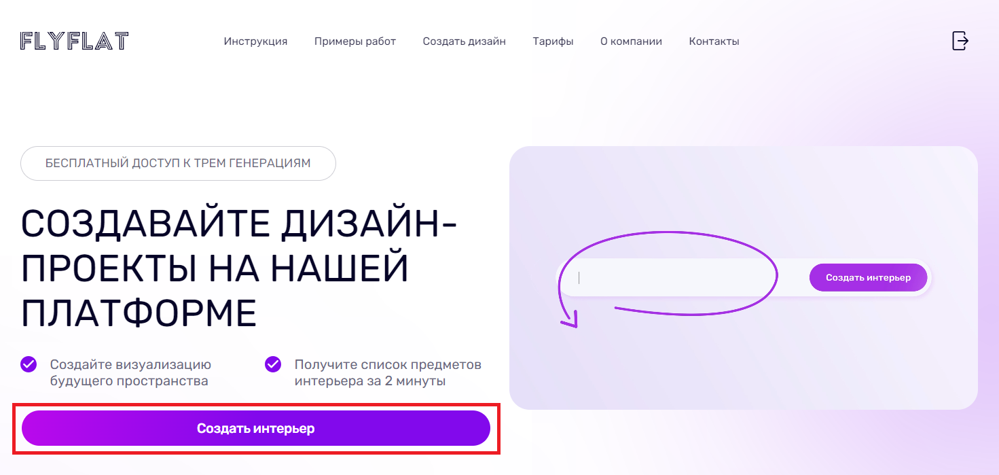 FLYFLAT
Инструкция
Примеры работ
Создать дизайн
Тарифы
О компании
Контакты
БЕСПЛАТНЫЙ ДОСТУП К ТРЕМ ГЕНЕРАЦИЯМ
СОЗДАВАЙТЕ ДИЗАЙН-
ПРОЕКТЫ НА НАШЕЙ
ПЛАТФОРМЕ
Создайте визуализацию
будущего пространства
Получите список предметов
интерьера за 2 минуты
Создать интерьер
Создать интерьер